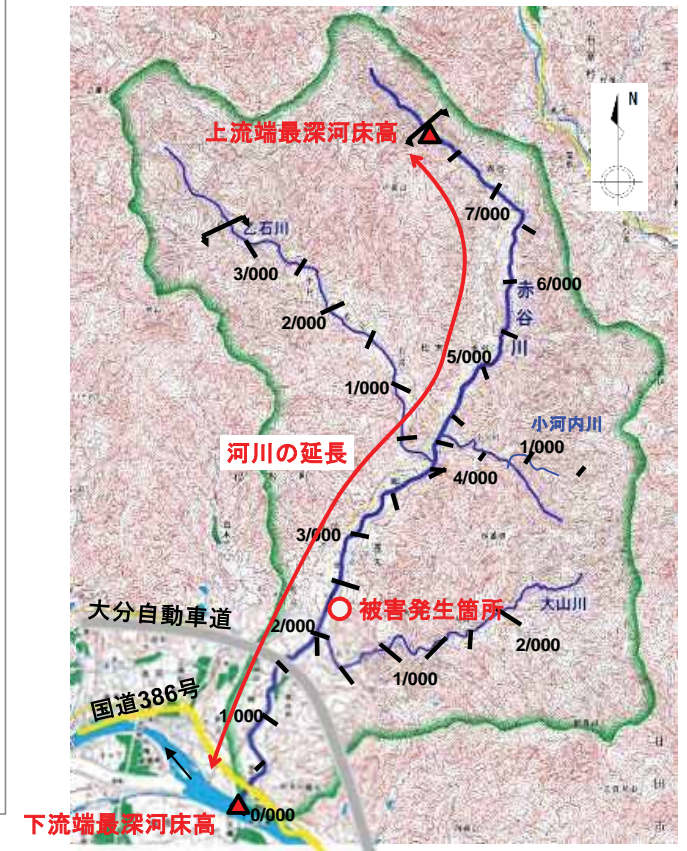 N
上流端最深河床高
7/000
乙石川
3/000
6/000
赤谷川
2/000
5/000
1/000
小河内川
1/000
河川の延長
4/000
3/000
被害発生箇所
大分自動車道
大山川
2/000
2/000
1/000
国道386号
1/000
0/000
下流端最深河床高